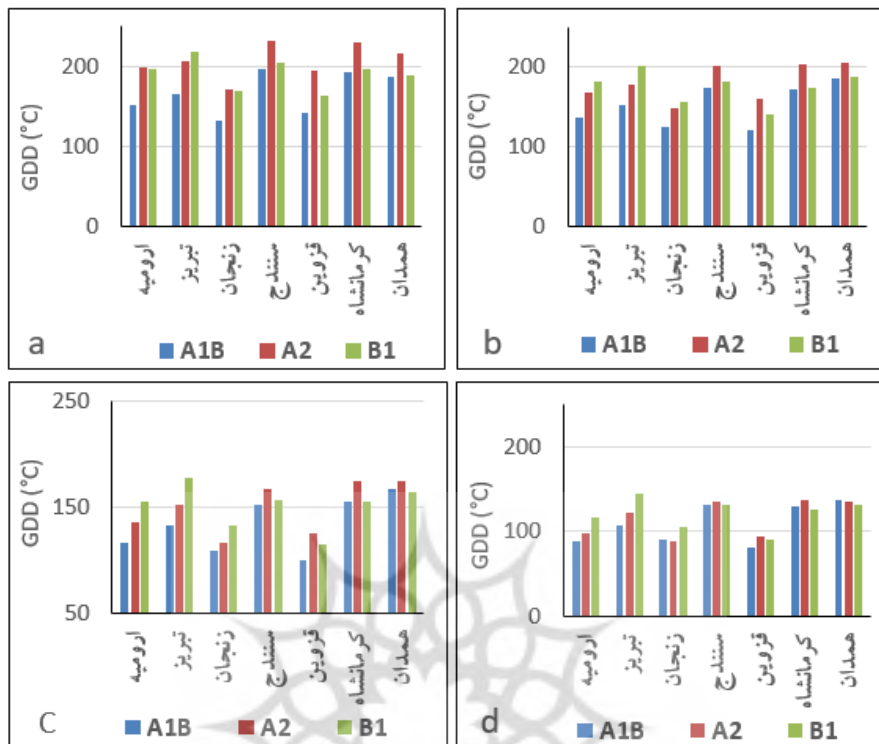 GDD (°C)
200
100
0
ارومیه
تبریز
زنجان
سنندج
قزوین
کرمانشاه
همدان
a
A1B A2 B1
GDD (°C)
200
100
0
ارومیه
تبریز
زنجان
سنندج
قزوین
کرمانشاه
همدان
b
A1B A2 B1
GDD (°C)
250
150
50
ارومیه
تبریز
زنجان
سنندج
قزوین
کرمانشاه
همدان
C
A1B A2 B1
GDD (°C)
200
100
0
ارومیه
تبریز
زنجان
سنندج
قزوین
کرمانشاه
همدان
d
A1B A2 B1